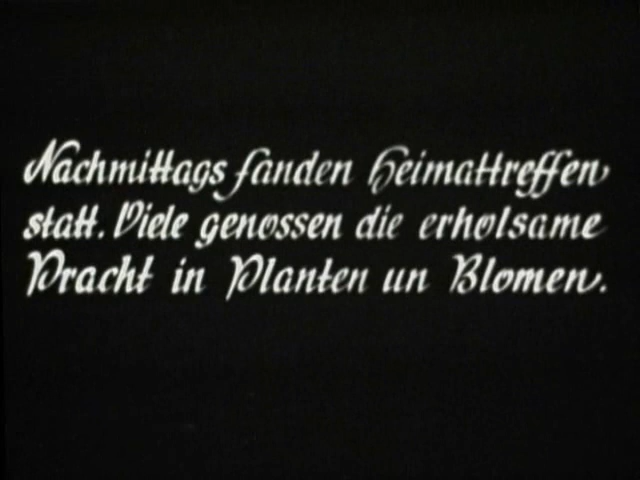 Nachmittags fanden Heimattreffen
statt. Viele genossen die erholsame
Pracht in Planten un Blomen.